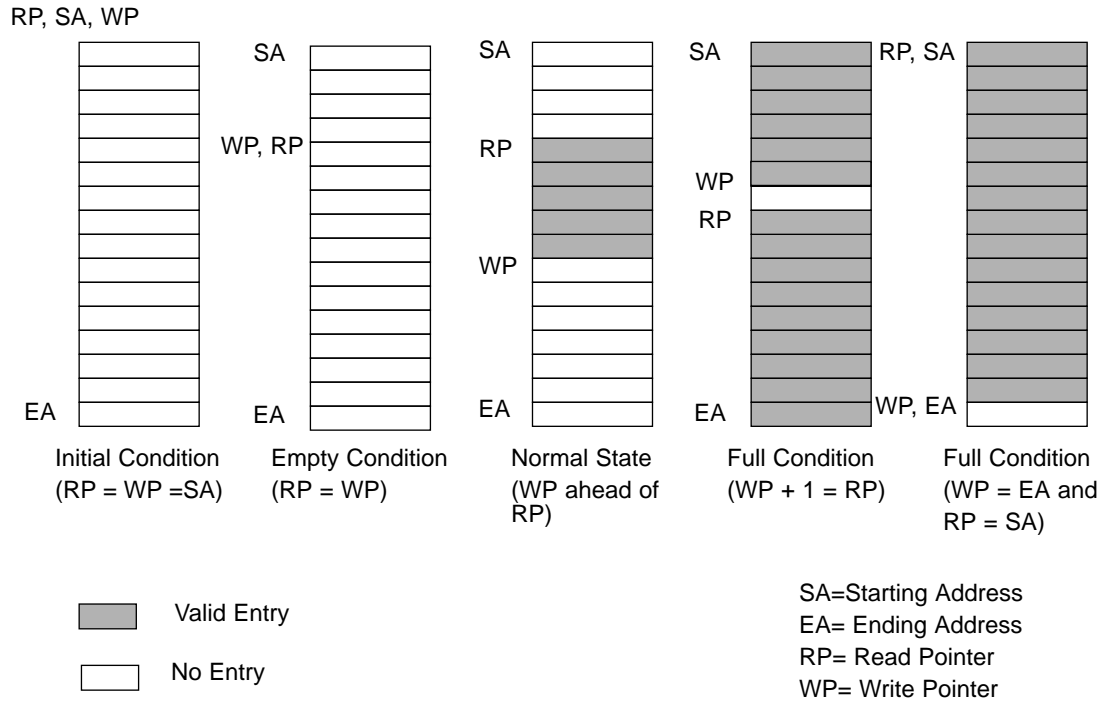 RP, SA, WP
SA
SA
SA
RP, SA
WP, RP
RP
WP
RP
WP
EA
EA
EA
EA
WP, EA
Initial Condition
(RP = WP =SA)
Empty Condition
(RP = WP)
Normal State
(WP ahead of
RP)
Full Condition
(WP + 1 = RP)
Full Condition
(WP = EA and
RP = SA)
Valid Entry
No Entry
SA=Starting Address
EA= Ending Address
RP= Read Pointer
WP= Write Pointer